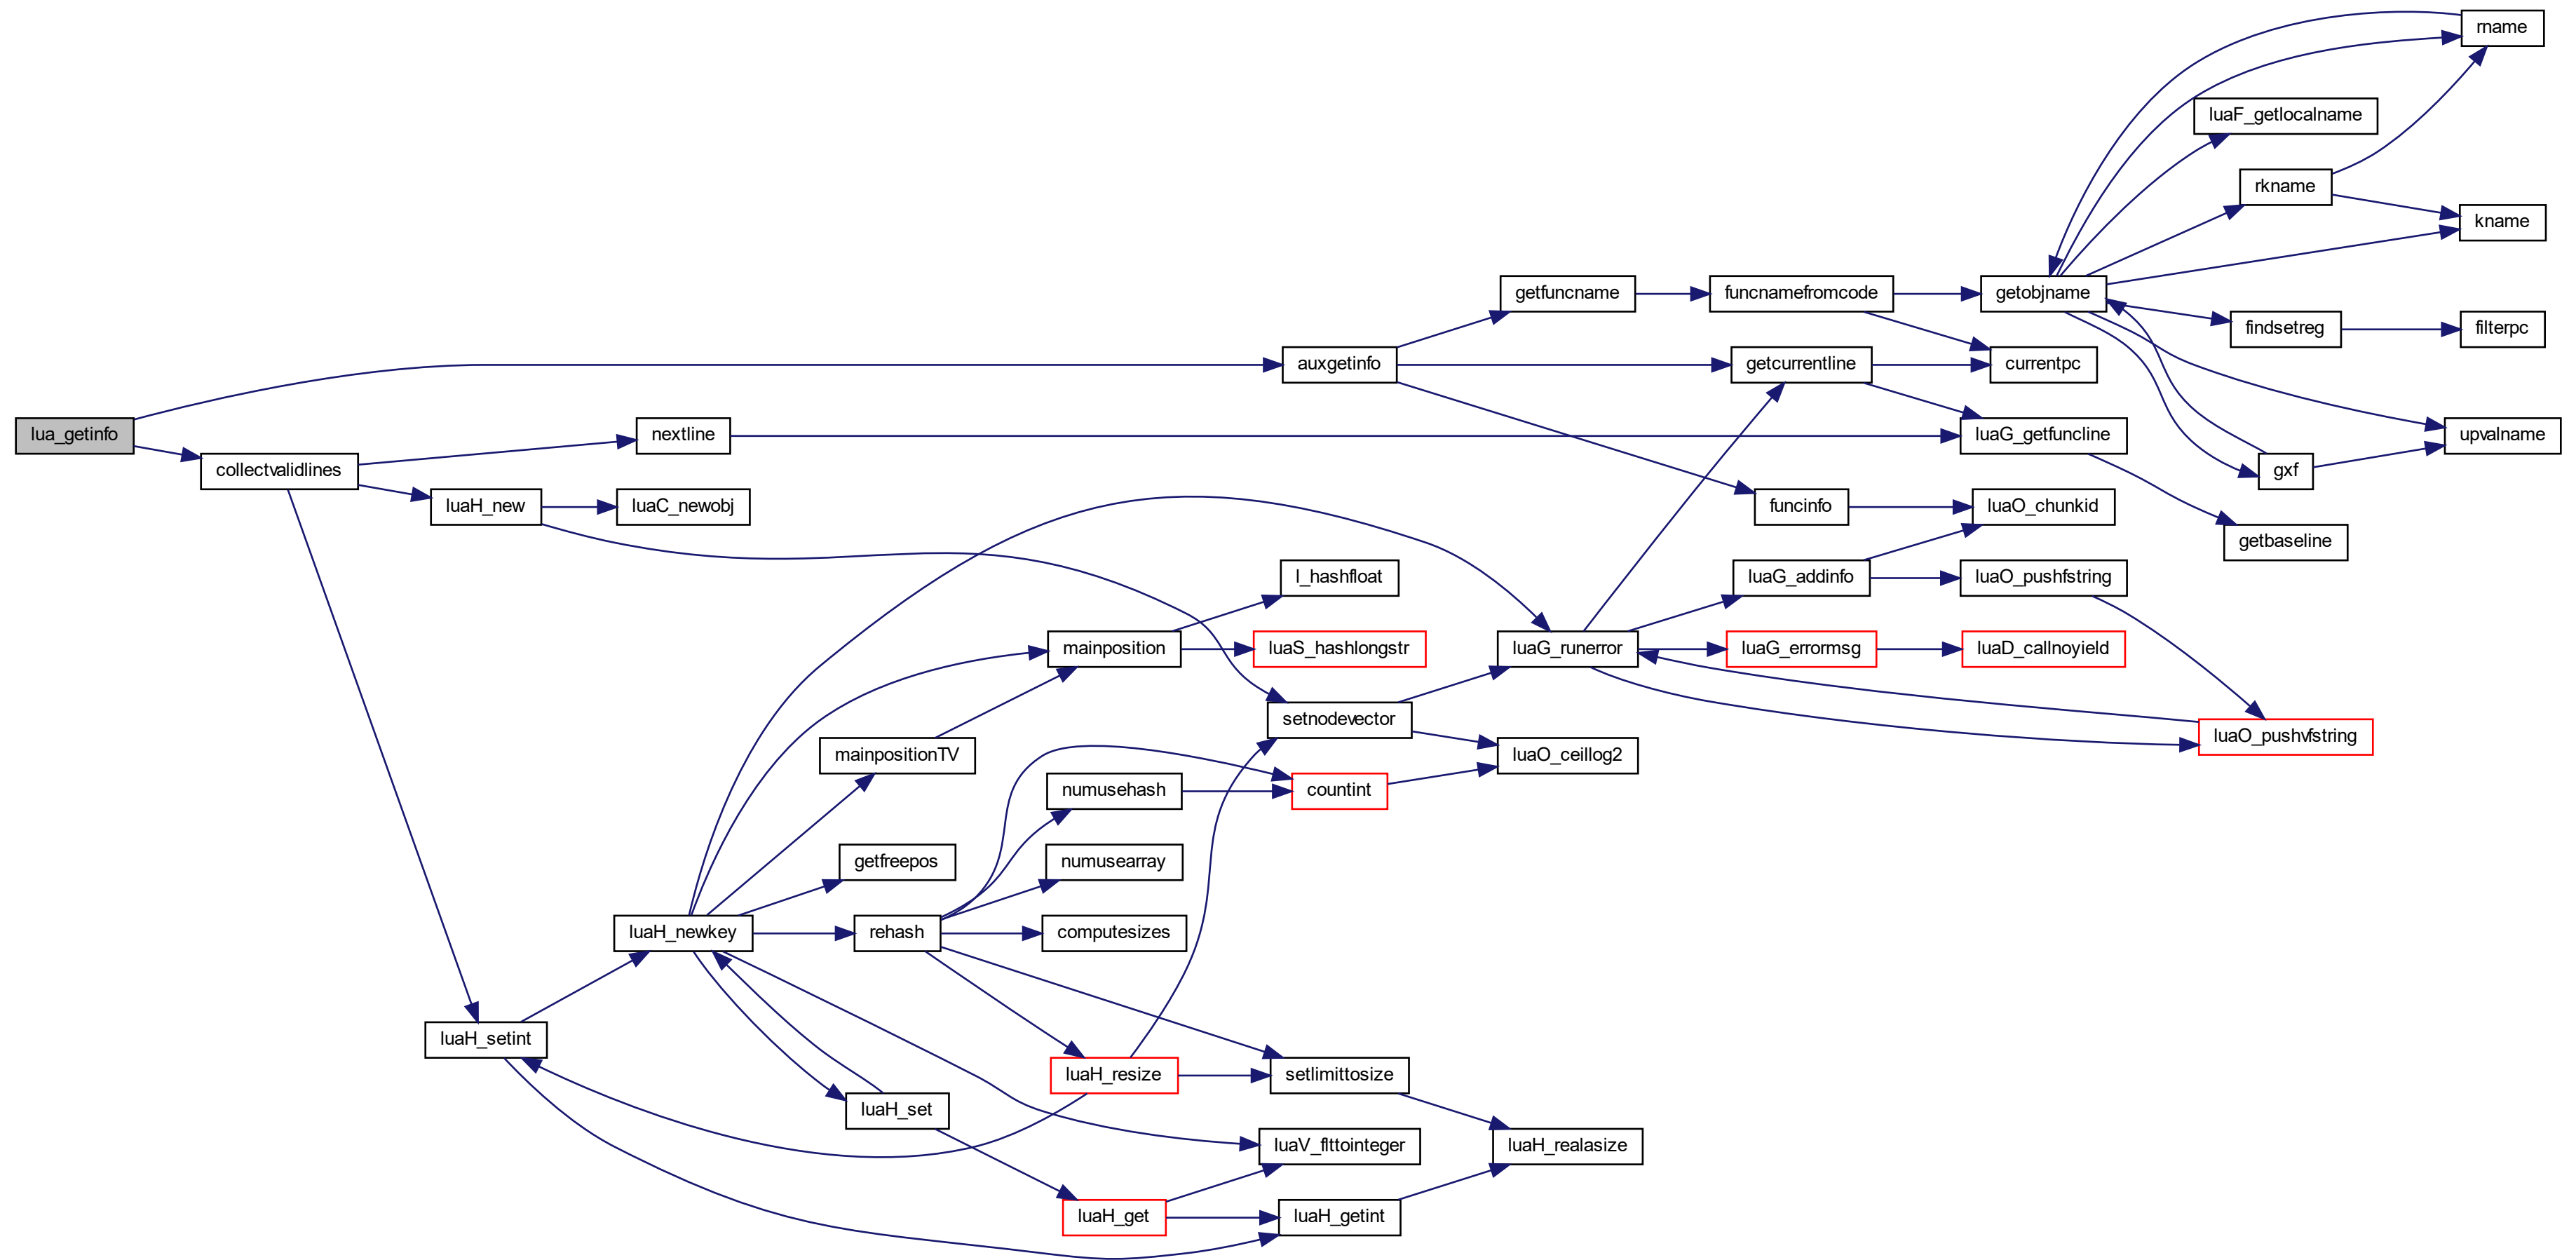 rname
luaF_getlocalname
rkname
kname
getfuncname
funcnamefromcode
getobjname
findsetreg
filterpc
auxgetinfo
getcurrentline
currentpc
lua_getinfo
nextline
luaG_getfuncline
upvalname
collectvalidlines
gxf
luaH_new
luaC_newobj
funcinfo
luaO_chunkid
getbaseline
l_hashfloat
luaG_addinfo
luaO_pushfstring
mainposition
luaS_hashlongstr
luaG_runerror
luaG_errormsg
luaD_callnoyield
setnodevector
luaO_pushvfstring
mainpositionTV
luaO_ceillog2
numusehash
countint
getfreepos
numusearray
luaH_newkey
rehash
computesizes
luaH_setint
luaH_resize
setlimittosize
luaH_set
luaV_flttointeger
luaH_realasize
luaH_get
luaH_getint